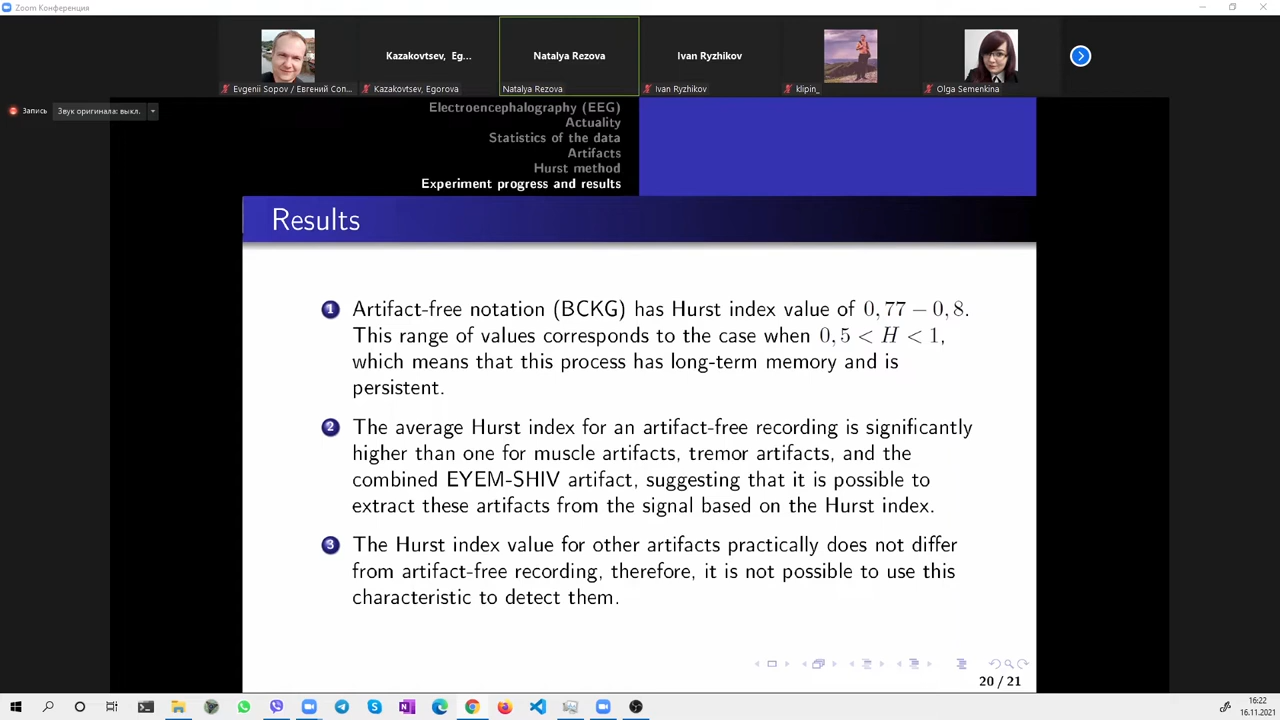 Zoom Конференция
Kazakovtsev, Eg...
Natalya Rezova
Ivan Ryzhikov
Evgenii Sopov / Евгений Соп...
Kazakovtsev, Egorova
Natalya Rezova
Ivan Ryzhikov
klipin_
Olga Semenkina
Запись
Звук оригинала: выкл.
Electroencephalography (EEG)
Actuality
Statistics of the data
Artifacts
Hurst method
Experiment progress and results
Results
1 Artifact-free notation (BCKG) has Hurst index value of 0, 77 − 0, 8.
This range of values corresponds to the case when 0, 5 < H < 1,
which means that this process has long-term memory and is
persistent.
2 The average Hurst index for an artifact-free recording is significantly
higher than one for muscle artifacts, tremor artifacts, and the
combined EYEM-SHIV artifact, suggesting that it is possible to
extract these artifacts from the signal based on the Hurst index.
3 The Hurst index value for other artifacts practically does not differ
from artifact-free recording, therefore, it is not possible to use this
characteristic to detect them.
20 / 21
16:22
16.11.2021